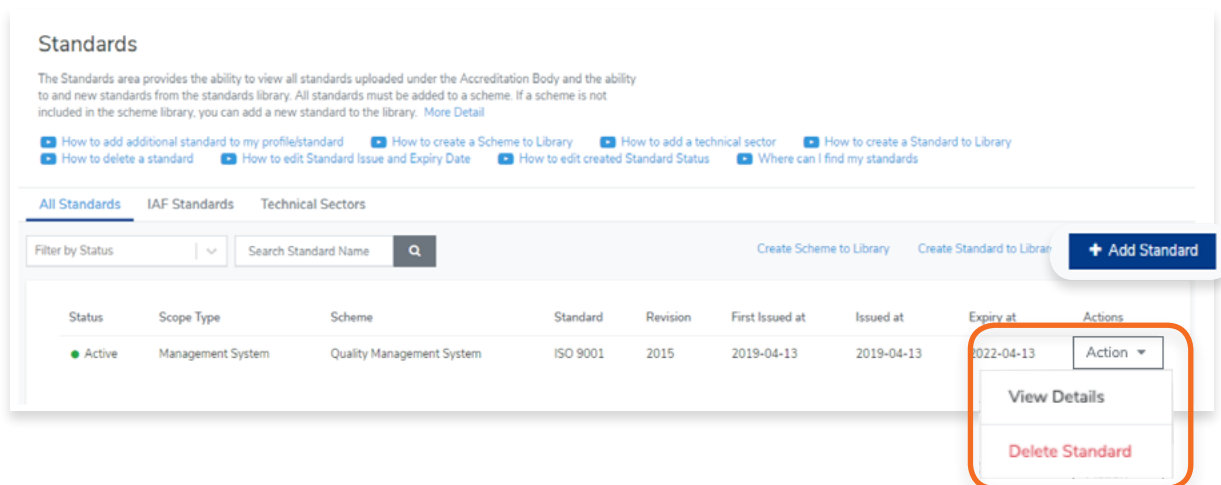 Standards
The Standards area provides the ability to view all standards uploaded under the Accreditation Body and the ability
to and new standards from the standards library. All standards must be added to a scheme. If a scheme is not
included in the scheme library, you can add a new standard to the library. More Detail
How to add additional standard to my profile/standard How to create a Scheme to Library How to add a technical sector How to create a Standard to Library
How to delete a standard How to edit Standard Issue and Expiry Date How to edit created Standard Status Where can I find my standards
All Standards IAF Standards Technical Sectors
Filter by Status Search Standard Name Create Scheme to Library Create Standard to Librar + Add Standard
Status Scope Type Scheme Standard Revision First Issued at Issued at Expiry at Actions
Active Management System Quality Management System ISO 9001 2015 2019-04-13 2019-04-13 2022-04-13 Action
View Details
Delete Standard